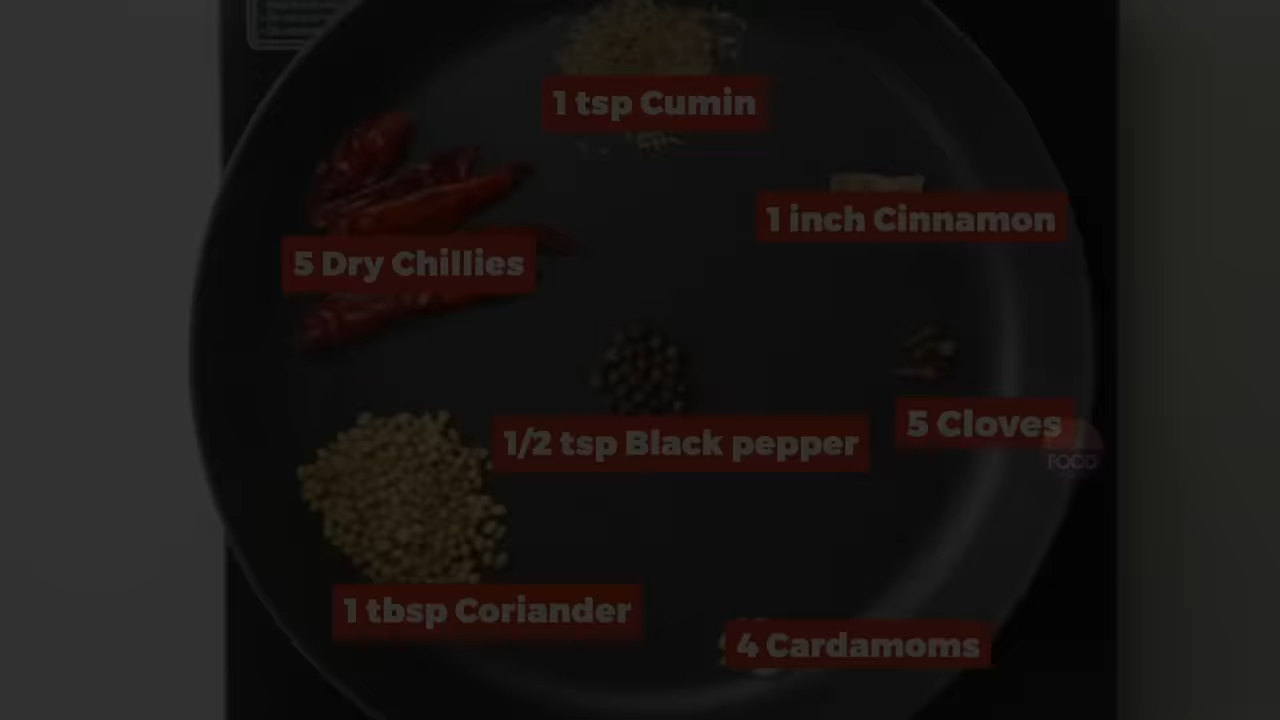 1 tsp Cumin
1 inch Cinnamon
5 Dry Chillies
5 Cloves
FOOD
1/2 tsp Black pepper
1 tbsp Coriander
4 Cardamoms